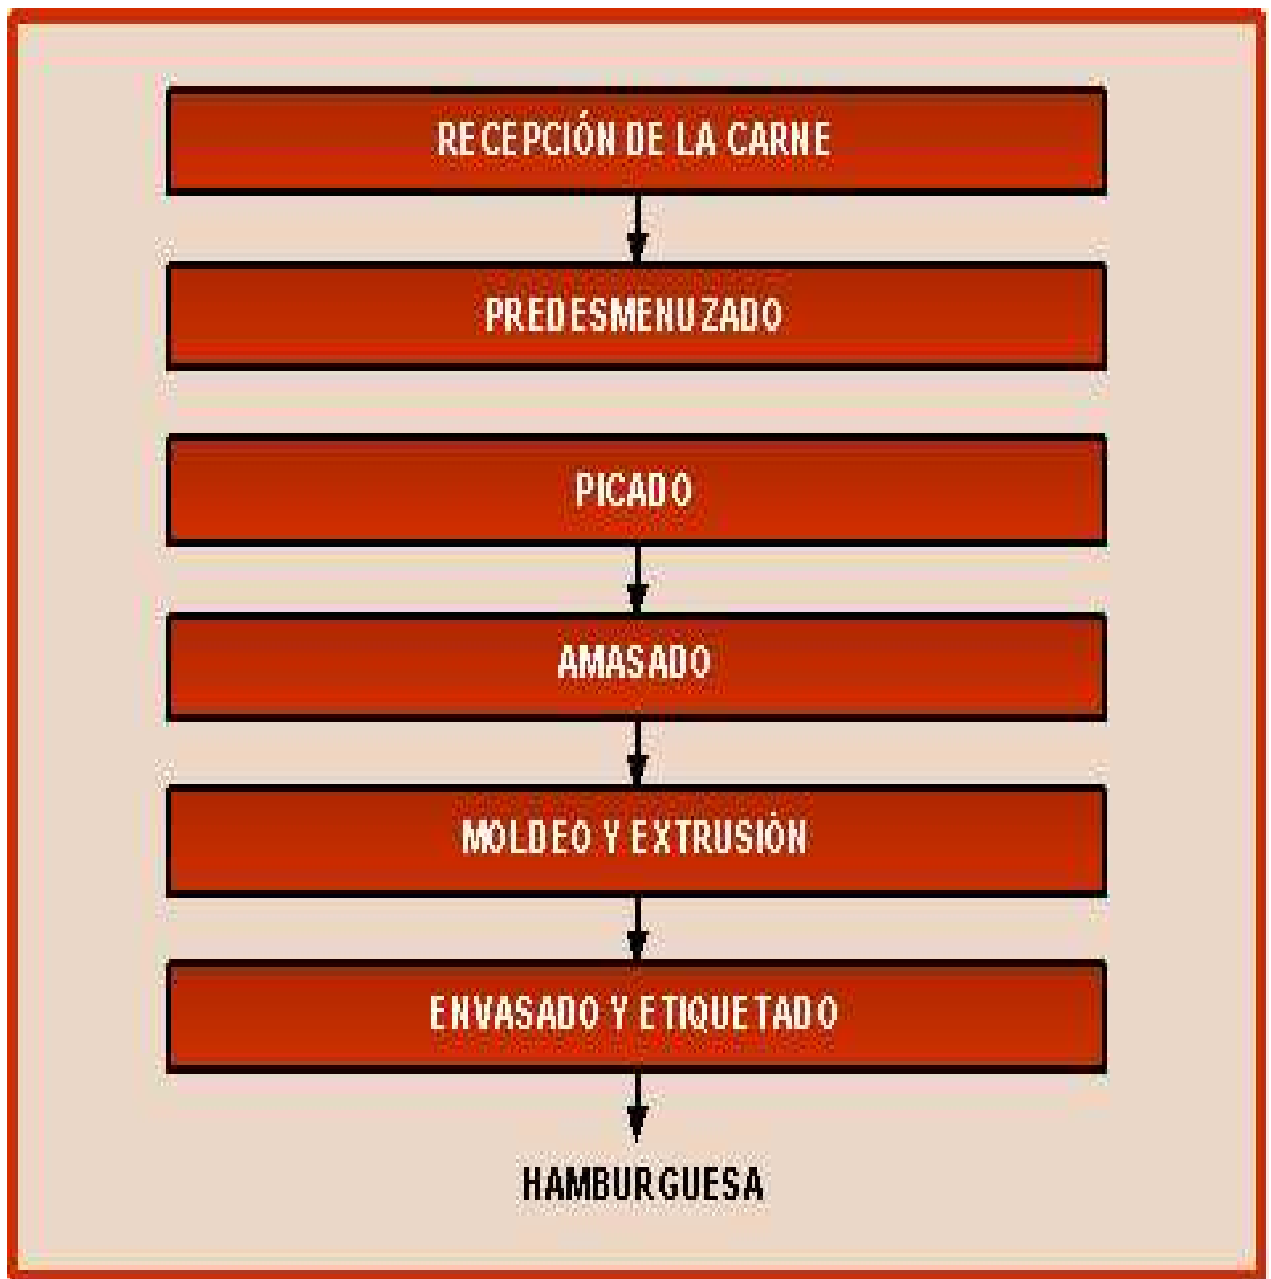 RECEPCIÓN DE LA CARNE
PREDESMENUZADO
PICADO
AMASADO
MOLDEO Y EXTRUSIÓN
ENVASADO Y ETIQUETADO
HAMBURGUESA